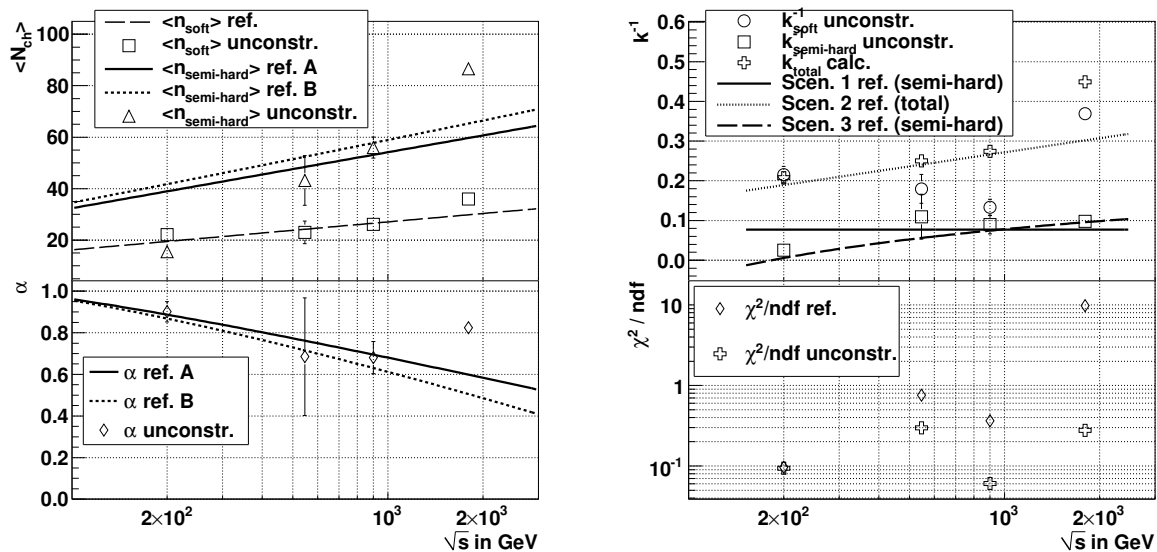 <N_ch>
100
80
60
40
20
<n_soft> ref.
<n_soft> unconstr.
<n_semi-hard> ref. A
<n_semi-hard> ref. B
<n_semi-hard> unconstr.
α
1.0
0.8
0.6
0.4
0.2
0.0
α ref. A
α ref. B
α unconstr.
2×10²
10³
2×10³
√s in GeV
k⁻¹
0.6
0.5
0.4
0.3
0.2
0.1
0.0
k⁻¹_soft unconstr.
k⁻¹_semi-hard unconstr.
k⁻¹_total calc.
Scen. 1 ref. (semi-hard)
Scen. 2 ref. (total)
Scen. 3 ref. (semi-hard)
χ² / ndf
10
1
10⁻¹
χ²/ndf ref.
χ²/ndf unconstr.
2×10²
10³
2×10³
√s in GeV